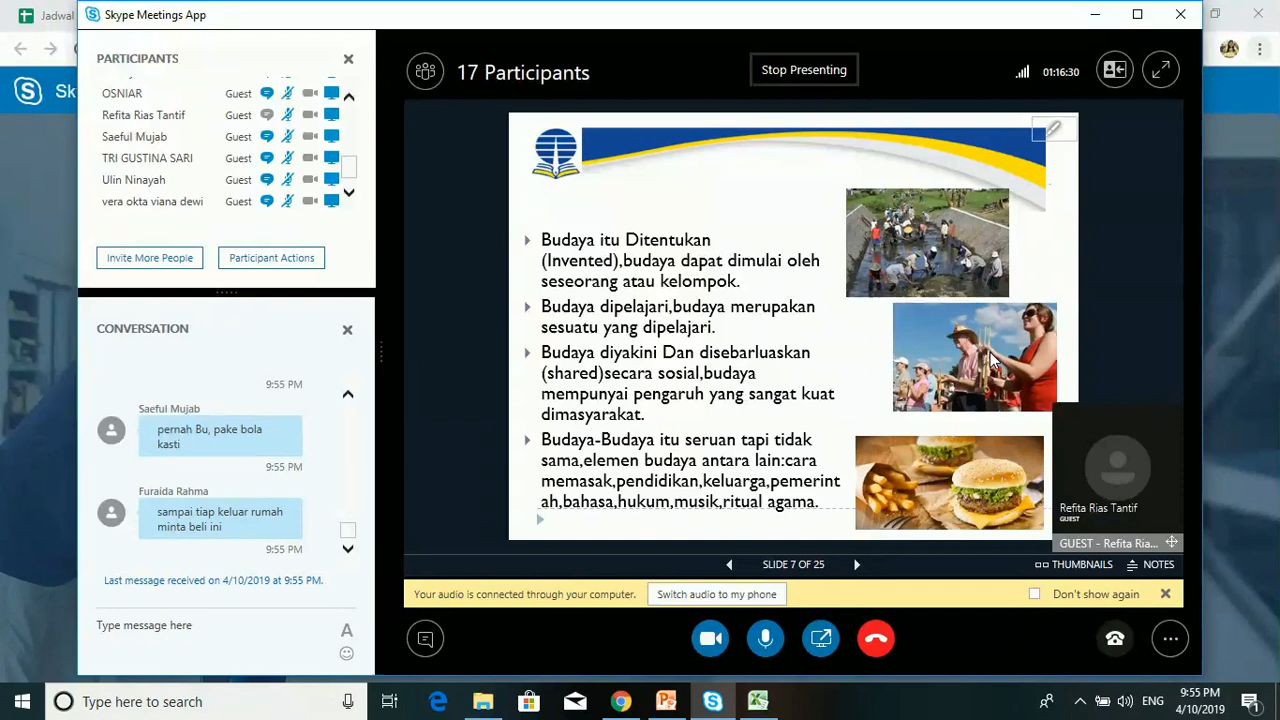 Jadwal
Skype Meetings App
Sk
PARTICIPANTS
OSNIAR Guest
Refita Rias Tantif Guest
Saeful Mujab Guest
TRI GUSTINA SARI Guest
Ulin Ninayah Guest
vera okta viana dewi Guest
Invite More People
Participant Actions
CONVERSATION
9:55 PM
Saeful Mujab
pernah Bu, pake bola
kasti
9:55 PM
Furaida Rahma
sampai tiap keluar rumah
minta beli ini
9:55 PM
Last message received on 4/10/2019 at 9:55 PM.
Type message here
A
17 Participants
Stop Presenting
01:16:30
Budaya itu Ditentukan
(Invented),budaya dapat dimulai oleh
seseorang atau kelompok.
Budaya dipelajari,budaya merupakan
sesuatu yang dipelajari.
Budaya diyakini Dan disebarluaskan
(shared)secara sosial,budaya
mempunyai pengaruh yang sangat kuat
dimasyarakat.
Budaya-Budaya itu seruan tapi tidak
sama,elemen budaya antara lain:cara
memasak,pendidikan,keluarga,pemerint
ah,bahasa,hukum,musik,ritual agama.
Refita Rias Tantif
GUEST
GUEST - Refita Ria...
SLIDE 7 OF 25
THUMBNAILS
NOTES
Your audio is connected through your computer.
Switch audio to my phone
Don't show again
Type here to search
ENG
9:55 PM
4/10/2019
1